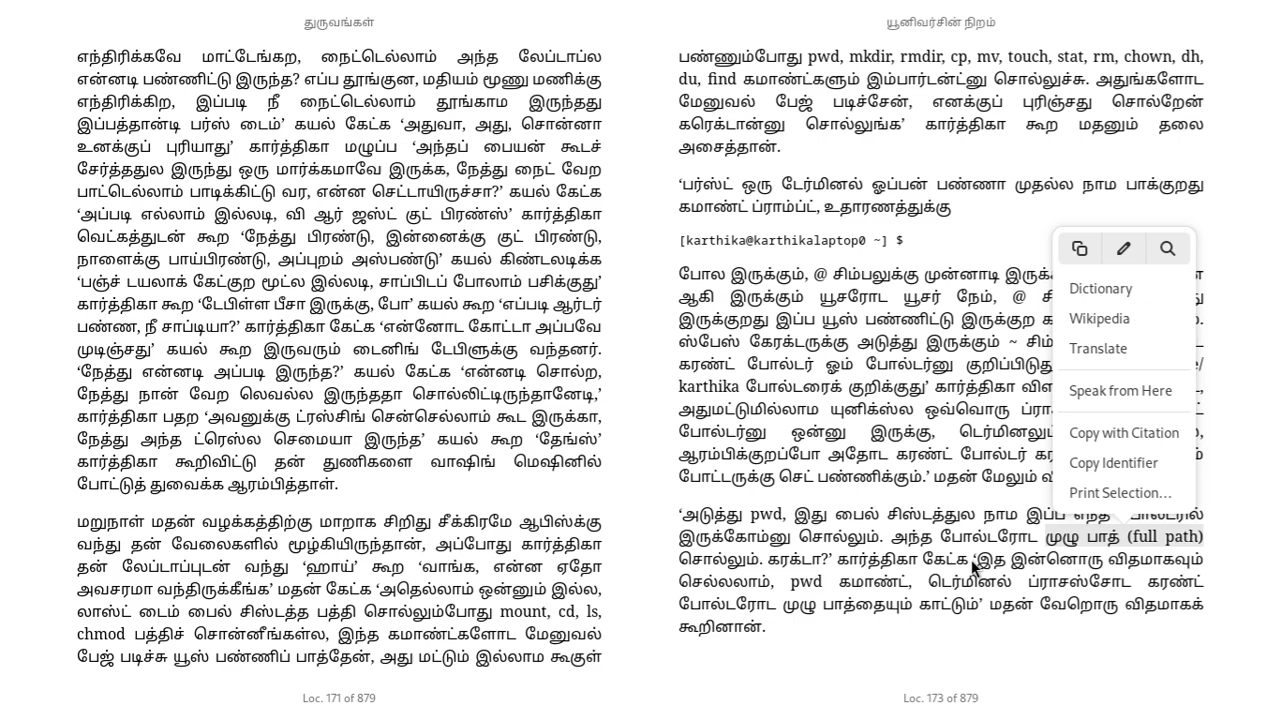 துருவங்கள்
எந்திரிக்கவே மாட்டேங்கற, நைட்டெல்லாம் அந்த லேப்டாப்ல
என்னடி பண்ணிட்டு இருந்த? எப்ப தூங்குன, மதியம் மூணு மணிக்கு
எந்திரிக்கிற, இப்படி நீ நைட்டெல்லாம் தூங்காம இருந்தது
இப்பத்தான்டி பர்ஸ் டைம்’ கயல் கேட்க ‘அதுவா, அது, சொன்னா
உனக்குப் புரியாது’ கார்த்திகா மழுப்ப ‘அந்தப் பையன் கூடச்
சேர்த்ததுல இருந்து ஒரு மார்க்கமாவே இருக்க, நேத்து நைட் வேற
பாட்டெல்லாம் பாடிக்கிட்டு வர, என்ன செட்டாயிருச்சா?’ கயல் கேட்க
‘அப்படி எல்லாம் இல்லடி, வி ஆர் ஜஸ்ட் குட் பிரண்ஸ்’ கார்த்திகா
வெட்கத்துடன் கூற ‘நேத்து பிரண்டு, இன்னைக்கு குட் பிரண்டு,
நாளைக்கு பாய்பிரண்டு, அப்புறம் அஸ்பண்டு’ கயல் கிண்டலடிக்க
‘பஞ்ச் டயலாக் கேட்குற மூட்ல இல்லடி, சாப்பிடப் போலாம் பசிக்குது’
கார்த்திகா கூற ‘டேபிள்ள பீசா இருக்கு, போ’ கயல் கூற ‘எப்படி ஆர்டர்
பண்ண, நீ சாப்டியா?’ கார்த்திகா கேட்க ‘என்னோட கோட்டா அப்பவே
முடிஞ்சது’ கயல் கூற இருவரும் டைனிங் டேபிளுக்கு வந்தனர்.
‘நேத்து என்னடி அப்படி இருந்த?’ கயல் கேட்க ‘என்னடி சொல்ற,
நேத்து நான் வேற லெவல்ல இருந்ததா சொல்லிட்டிருந்தானேடி,’
கார்த்திகா பதற ‘அவனுக்கு ட்ரஸ்சிங் சென்செல்லாம் கூட இருக்கா,
நேத்து அந்த ட்ரெஸ்ல செமையா இருந்த’ கயல் கூற ‘தேங்ஸ்’
கார்த்திகா கூறிவிட்டு தன் துணிகளை வாஷிங் மெஷினில்
போட்டுத் துவைக்க ஆரம்பித்தாள்.
மறுநாள் மதன் வழக்கத்திற்கு மாறாக சிறிது சீக்கிரமே ஆபிஸ்க்கு
வந்து தன் வேலைகளில் மூழ்கியிருந்தான், அப்போது கார்த்திகா
தன் லேப்டாப்புடன் வந்து ‘ஹாய்’ கூற ‘வாங்க, என்ன ஏதோ
அவசரமா வந்திருக்கீங்க’ மதன் கேட்க ‘அதெல்லாம் ஒன்னும் இல்ல,
லாஸ்ட் டைம் பைல் சிஸ்டத்த பத்தி சொல்லும்போது mount, cd, ls,
chmod பத்திச் சொன்னீங்கள்ல, இந்த கமாண்ட்களோட மேனுவல்
பேஜ் படிச்சு யூஸ் பண்ணிப் பாத்தேன், அது மட்டும் இல்லாம கூகுள்
Loc. 171 of 879
யூனிவர்சின் நிறம்
பண்ணும்போது pwd, mkdir, rmdir, cp, mv, touch, stat, rm, chown, dh,
du, find கமாண்ட்களும் இம்பார்டன்ட்னு சொல்லுச்சு. அதுங்களோட
மேனுவல் பேஜ் படிச்சேன், எனக்குப் புரிஞ்சது சொல்றேன்
கரெக்டான்னு சொல்லுங்க’ கார்த்திகா கூற மதனும் தலை
அசைத்தான்.
‘பர்ஸ்ட் ஒரு டேர்மினல் ஓப்பன் பண்ணா முதல்ல நாம பாக்குறது
கமாண்ட் ப்ராம்ப்ட், உதாரணத்துக்கு
[karthika@karthikalaptop0 ~] $
போல இருக்கும், @ சிம்பலுக்கு முன்னாடி
ஆகி இருக்கும் யூசரோட யூசர் நேம், @
இருக்குறது இப்ப யூஸ் பண்ணிட்டு இருக்குற
ஸ்பேஸ் கேரக்டருக்கு அடுத்து இருக்கும் ~
கரண்ட் போல்டர் ஓம் போல்டர்னு
karthika போல்டரைக் குறிக்குது’ கார்த்திகா
அதுமட்டுமில்லாம யுனிக்ஸ்ல ஒவ்வொரு
போல்டர்னு ஒன்னு இருக்கு,
ஆரம்பிக்குறப்போ அதோட கரண்ட் போல்டர்
போட்டருக்கு செட் பண்ணிக்கும்.’ மதன் மேலும்
‘அடுத்து pwd, இது பைல் சிஸ்டத்துல நாம இப்ப எந்த போல்டரில்
இருக்கோம்னு சொல்லும். அந்த போல்டரோட முழு பாத் (full path)
சொல்லும். கரக்டா?’ கார்த்திகா கேட்க ‘இத இன்னொரு விதமாகவும்
செல்லலாம், pwd கமாண்ட், டெர்மினல் ப்ராசஸ்சோட கரண்ட்
போல்டரோட முழு பாத்தையும் காட்டும்’ மதன் வேறொரு விதமாகக்
கூறினான்.
Loc. 173 of 879
Dictionary
Wikipedia
Translate
Speak from Here
Copy with Citation
Copy Identifier
Print Selection…